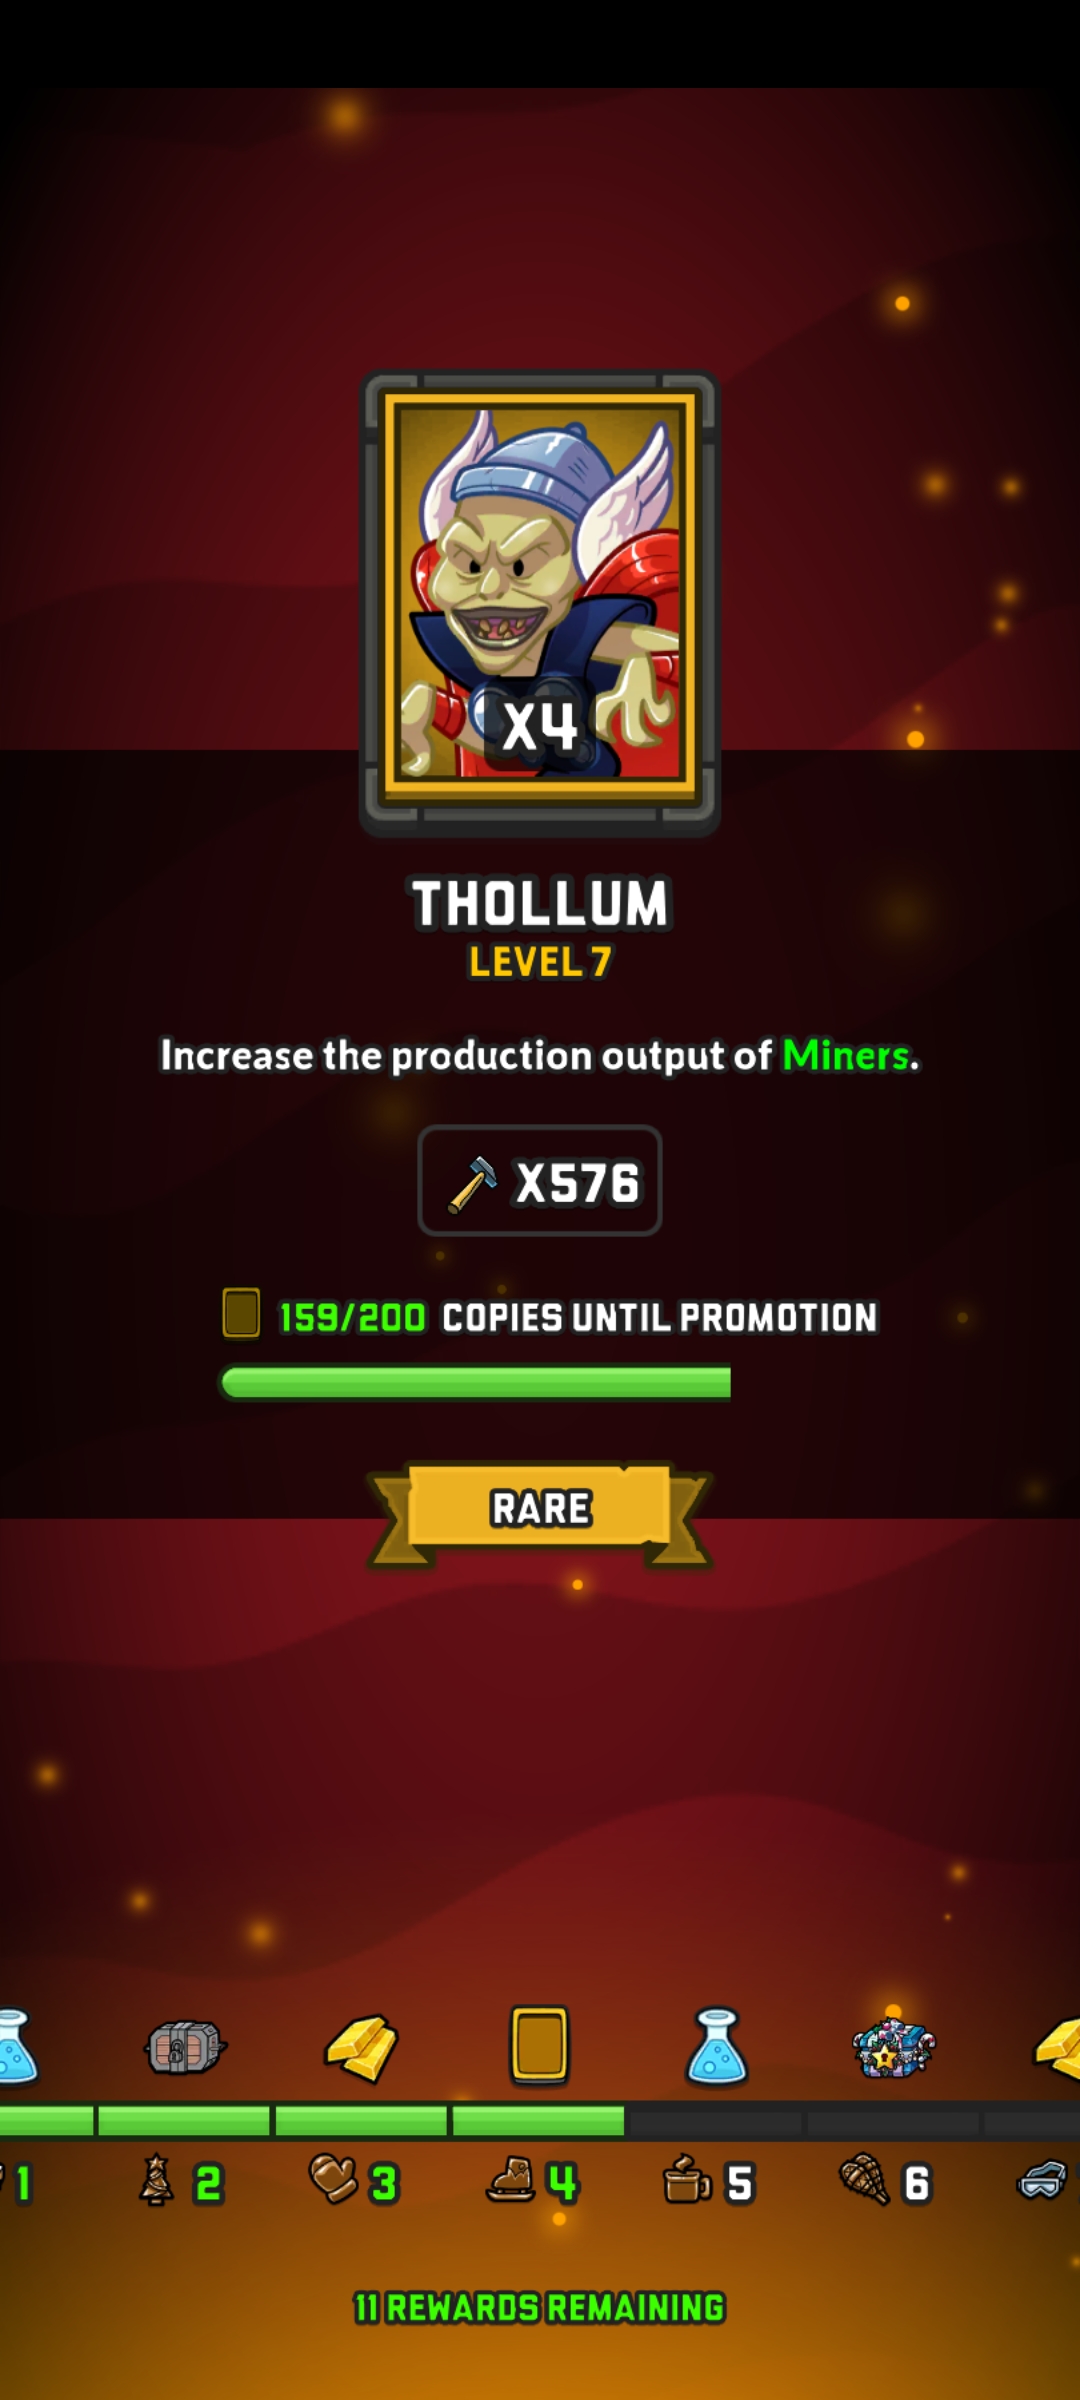 X4
THOLLUM
LEVEL 7
Increase the production output of Miners.
X576
159/200 COPIES UNTIL PROMOTION
RARE
1 2 3 4 5 6
11 REWARDS REMAINING